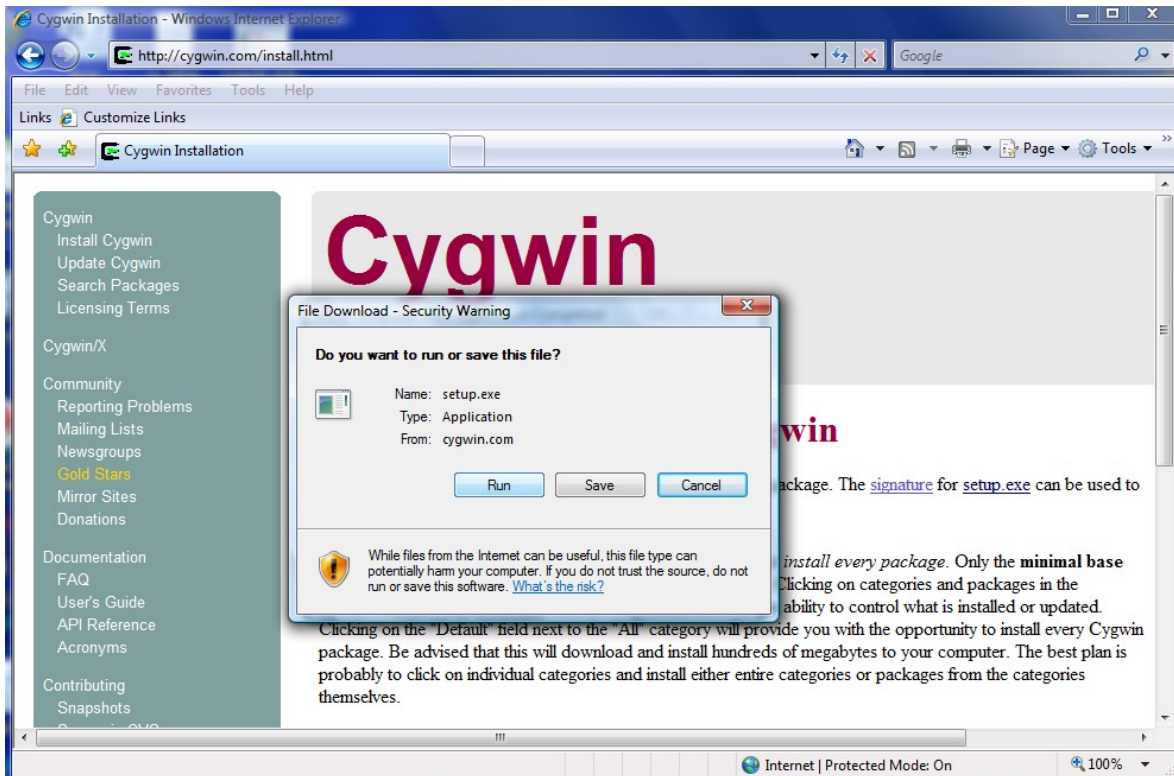 Cygwin Installation - Windows Internet Explorer
http://cygwin.com/install.html
Google
File Edit View Favorites Tools Help
Links Customize Links
Cygwin Installation
Page Tools
Cygwin
Install Cygwin
Update Cygwin
Search Packages
Licensing Terms
Cygwin/X
Community
Reporting Problems
Mailing Lists
Newsgroups
Gold Stars
Mirror Sites
Donations
Documentation
FAQ
User's Guide
API Reference
Acronyms
Contributing
Snapshots
Cygwin
File Download - Security Warning
Do you want to run or save this file?
Name: setup.exe
Type: Application
From: cygwin.com
Run Save Cancel
While files from the Internet can be useful, this file type can
potentially harm your computer. If you do not trust the source, do not
run or save this software. What's the risk?
win
ackage. The signature for setup.exe can be used to
install every package. Only the minimal base
Clicking on categories and packages in the
ability to control what is installed or updated.
Clicking on the "Default" field next to the "All" category will provide you with the opportunity to install every Cygwin
package. Be advised that this will download and install hundreds of megabytes to your computer. The best plan is
probably to click on individual categories and install either entire categories or packages from the categories
themselves.
Internet | Protected Mode: On
100%